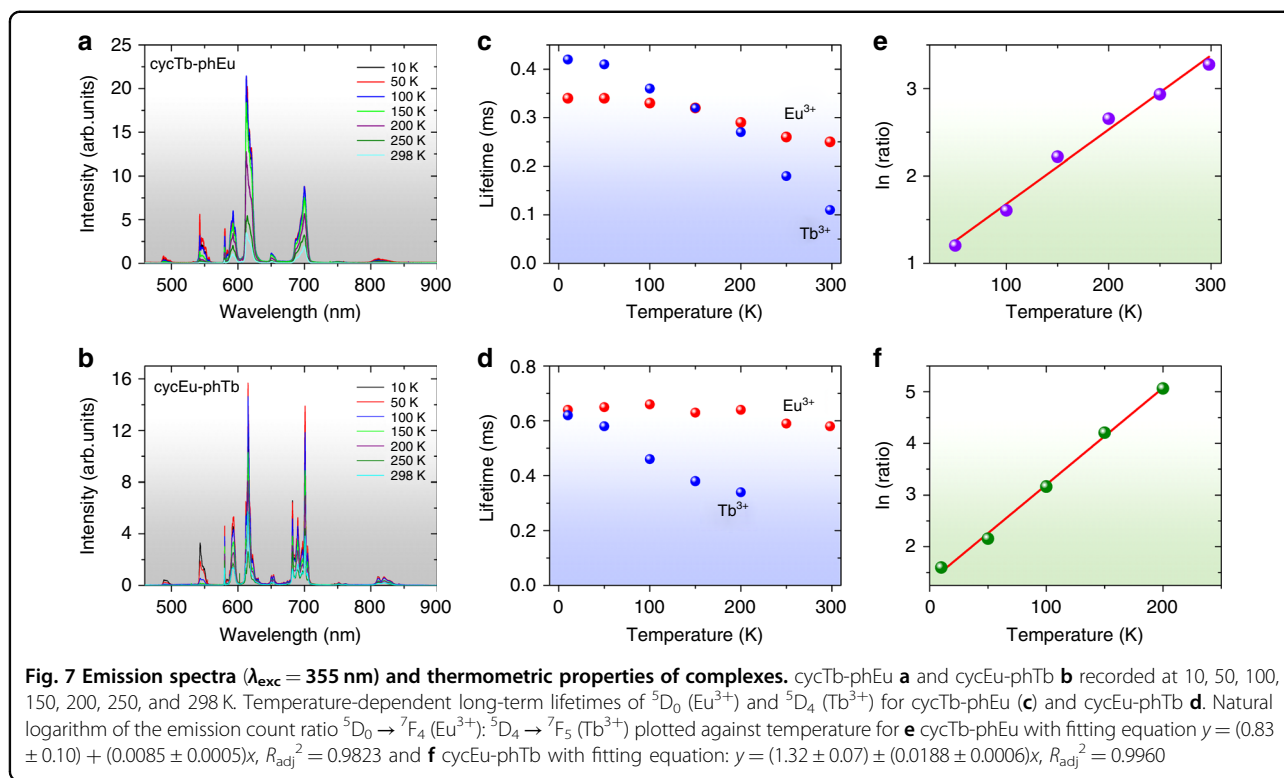 a
cycTb-phEu
Intensity (arb.units)
25
20
15
10
5
0
10 K
50 K
100 K
150 K
200 K
250 K
298 K
500 600 700 800 900
Wavelength (nm)
c
Lifetime (ms)
0.4
0.3
0.2
0.1
0.0
Eu³⁺
Tb³⁺
0 50 100 150 200 250 300
Temperature (K)
e
In (ratio)
3
2
1
100 200 300
Temperature (K)
b
cycEu-phTb
Intensity (arb.units)
16
12
8
4
0
10 K
50 K
100 K
150 K
200 K
250 K
298 K
500 600 700 800 900
Wavelength (nm)
d
Lifetime (ms)
0.8
0.6
0.4
0.2
0.0
Eu³⁺
Tb³⁺
0 50 100 150 200 250 300
Temperature (K)
f
In (ratio)
5
4
3
2
0 100 200
Temperature (K)
Fig. 7 Emission spectra (λexc = 355 nm) and thermometric properties of complexes. cycTb-phEu a and cycEu-phTb b recorded at 10, 50, 100,
150, 200, 250, and 298 K. Temperature-dependent long-term lifetimes of ⁵D₀ (Eu³⁺) and ⁵D₄ (Tb³⁺) for cycTb-phEu (c) and cycEu-phTb d. Natural
logarithm of the emission count ratio ⁵D₀ → ⁷F₄ (Eu³⁺): ⁵D₄ → ⁷F₅ (Tb³⁺) plotted against temperature for e cycTb-phEu with fitting equation y = (0.83
± 0.10) + (0.0085 ± 0.0005)x, Radj² = 0.9823 and f cycEu-phTb with fitting equation: y = (1.32 ± 0.07) ± (0.0188 ± 0.0006)x, Radj² = 0.9960